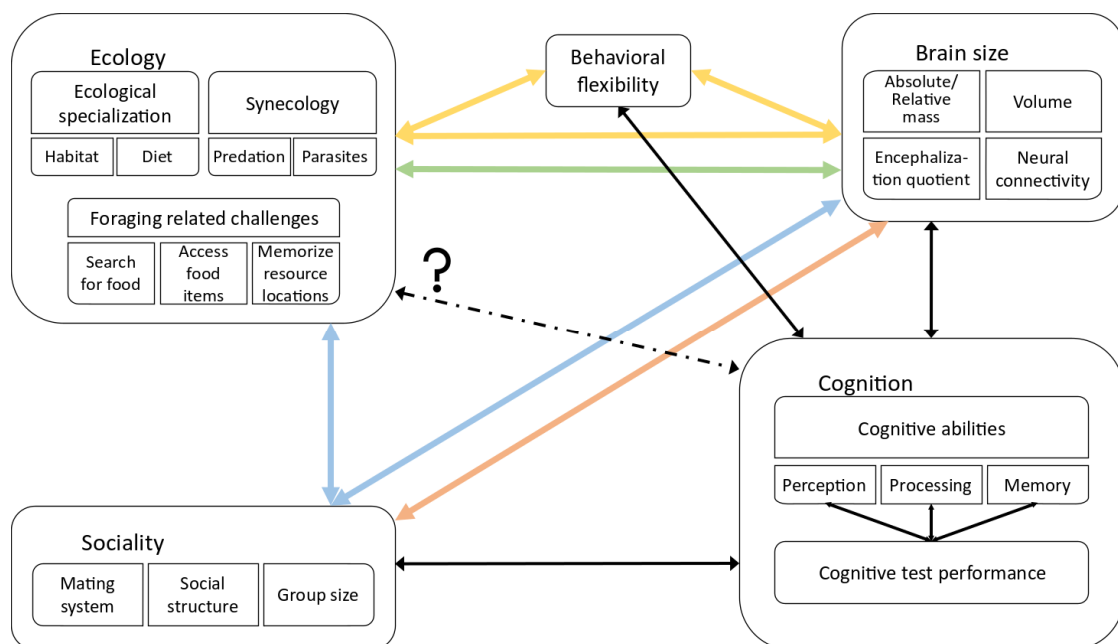 Ecology
Ecological
specialization
Synecology
Habitat
Diet
Predation
Parasites
Foraging related challenges
Search
for food
Access
food
items
Memorize
resource
locations
Behavioral
flexibility
Brain size
Absolute/
Relative
mass
Volume
Encephaliza-
tion quotient
Neural
connectivity
?
Cognition
Cognitive abilities
Perception
Processing
Memory
Cognitive test performance
Sociality
Mating
system
Social
structure
Group size